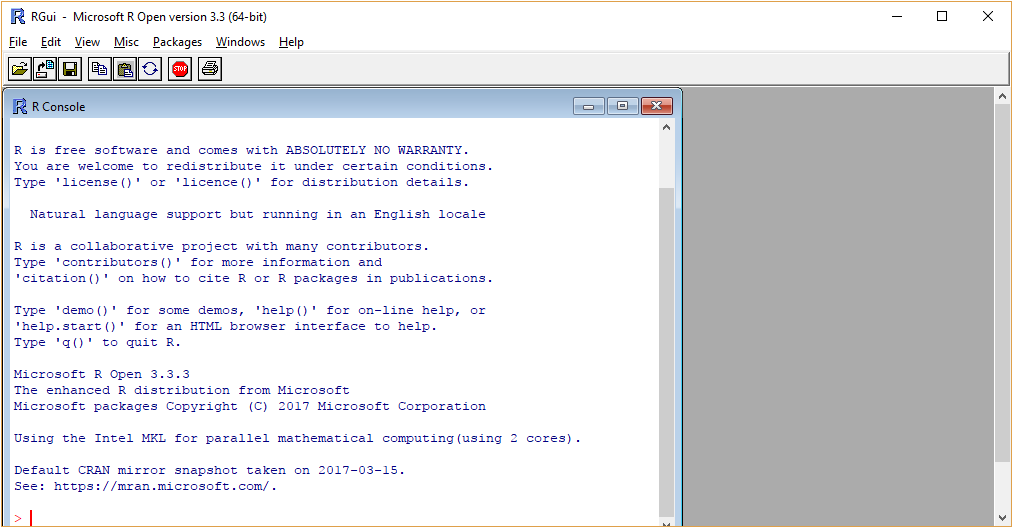 RGui - Microsoft R Open version 3.3 (64-bit)
File Edit View Misc Packages Windows Help
STOP
R Console
R is free software and comes with ABSOLUTELY NO WARRANTY.
You are welcome to redistribute it under certain conditions.
Type 'license()' or 'licence()' for distribution details.
Natural language support but running in an English locale
R is a collaborative project with many contributors.
Type 'contributors()' for more information and
'citation()' on how to cite R or R packages in publications.
Type 'demo()' for some demos, 'help()' for on-line help, or
'help.start()' for an HTML browser interface to help.
Type 'q()' to quit R.
Microsoft R Open 3.3.3
The enhanced R distribution from Microsoft
Microsoft packages Copyright (C) 2017 Microsoft Corporation
Using the Intel MKL for parallel mathematical computing(using 2 cores).
Default CRAN mirror snapshot taken on 2017-03-15.
See: https://mran.microsoft.com/.
>